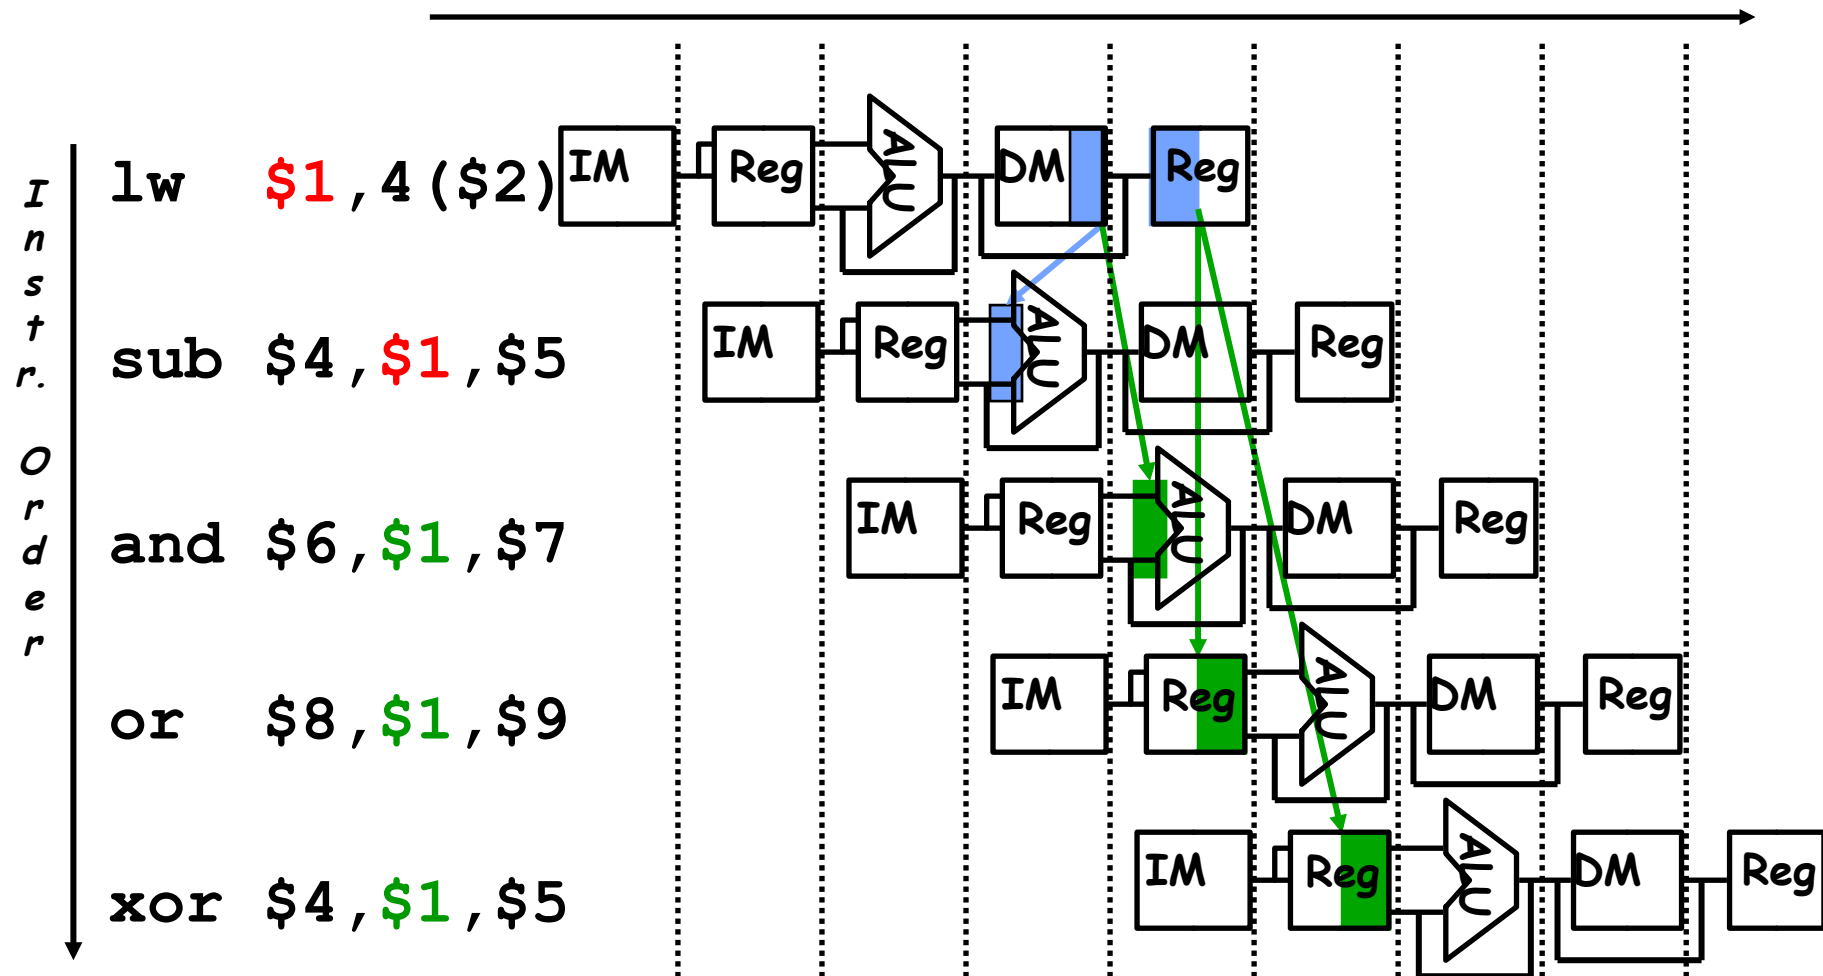 Instr. Order
lw $1,4($2) IM Reg ALU DM Reg
sub $4,$1,$5 IM Reg ALU DM Reg
and $6,$1,$7 IM Reg ALU DM Reg
or $8,$1,$9 IM Reg ALU DM Reg
xor $4,$1,$5 IM Reg ALU DM Reg